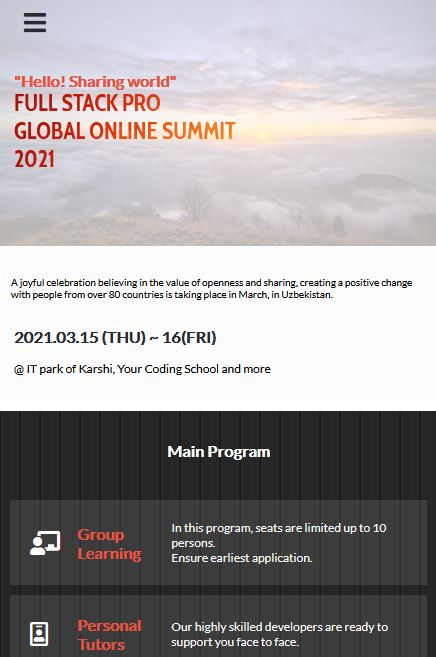 "Hello! Sharing world"
FULL STACK PRO
GLOBAL ONLINE SUMMIT
2021
A joyful celebration believing in the value of openness and sharing, creating a positive change
with people from over 80 countries is taking place in March, in Uzbekistan.
2021.03.15 (THU) ~ 16(FRI)
@ IT park of Karshi, Your Coding School and more
Main Program
Group
Learning
In this program, seats are limited up to 10
persons.
Ensure earliest application.
Personal
Tutors
Our highly skilled developers are ready to
support you face to face.